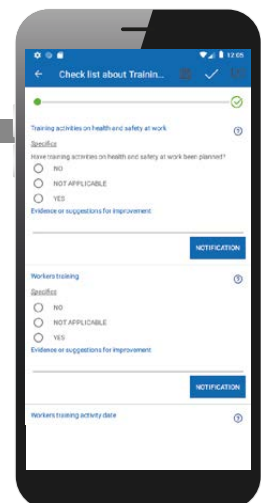 12:05
Check list about Trainin...
Training activities on health and safety at work
Specifics
Have training activities on health and safety at work been planned?
NO
NOT APPLICABLE
YES
Evidence or suggestions for improvement
NOTIFICATION
Workers training
Specifics
NO
NOT APPLICABLE
YES
Evidence or suggestions for improvement
NOTIFICATION
Workers training activity date